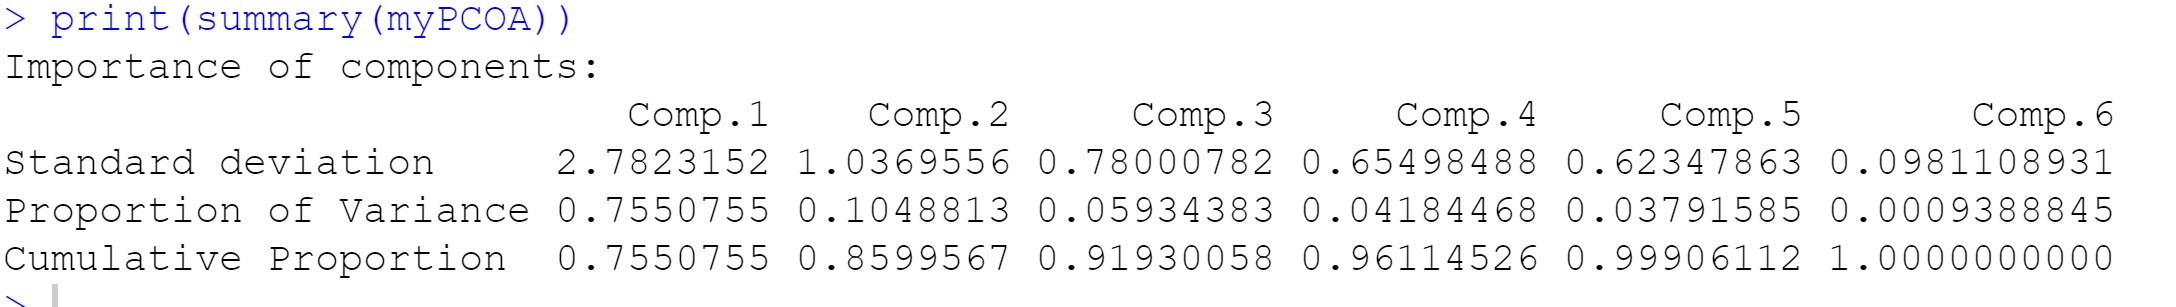 > print(summary(myPCOA))
Importance of components:
Comp.1 Comp.2 Comp.3 Comp.4 Comp.5 Comp.6
Standard deviation 2.7823152 1.0369556 0.78000782 0.65498488 0.62347863 0.0981108931
Proportion of Variance 0.7550755 0.1048813 0.05934383 0.04184468 0.03791585 0.0009388845
Cumulative Proportion 0.7550755 0.8599567 0.91930058 0.96114526 0.99906112 1.0000000000
>